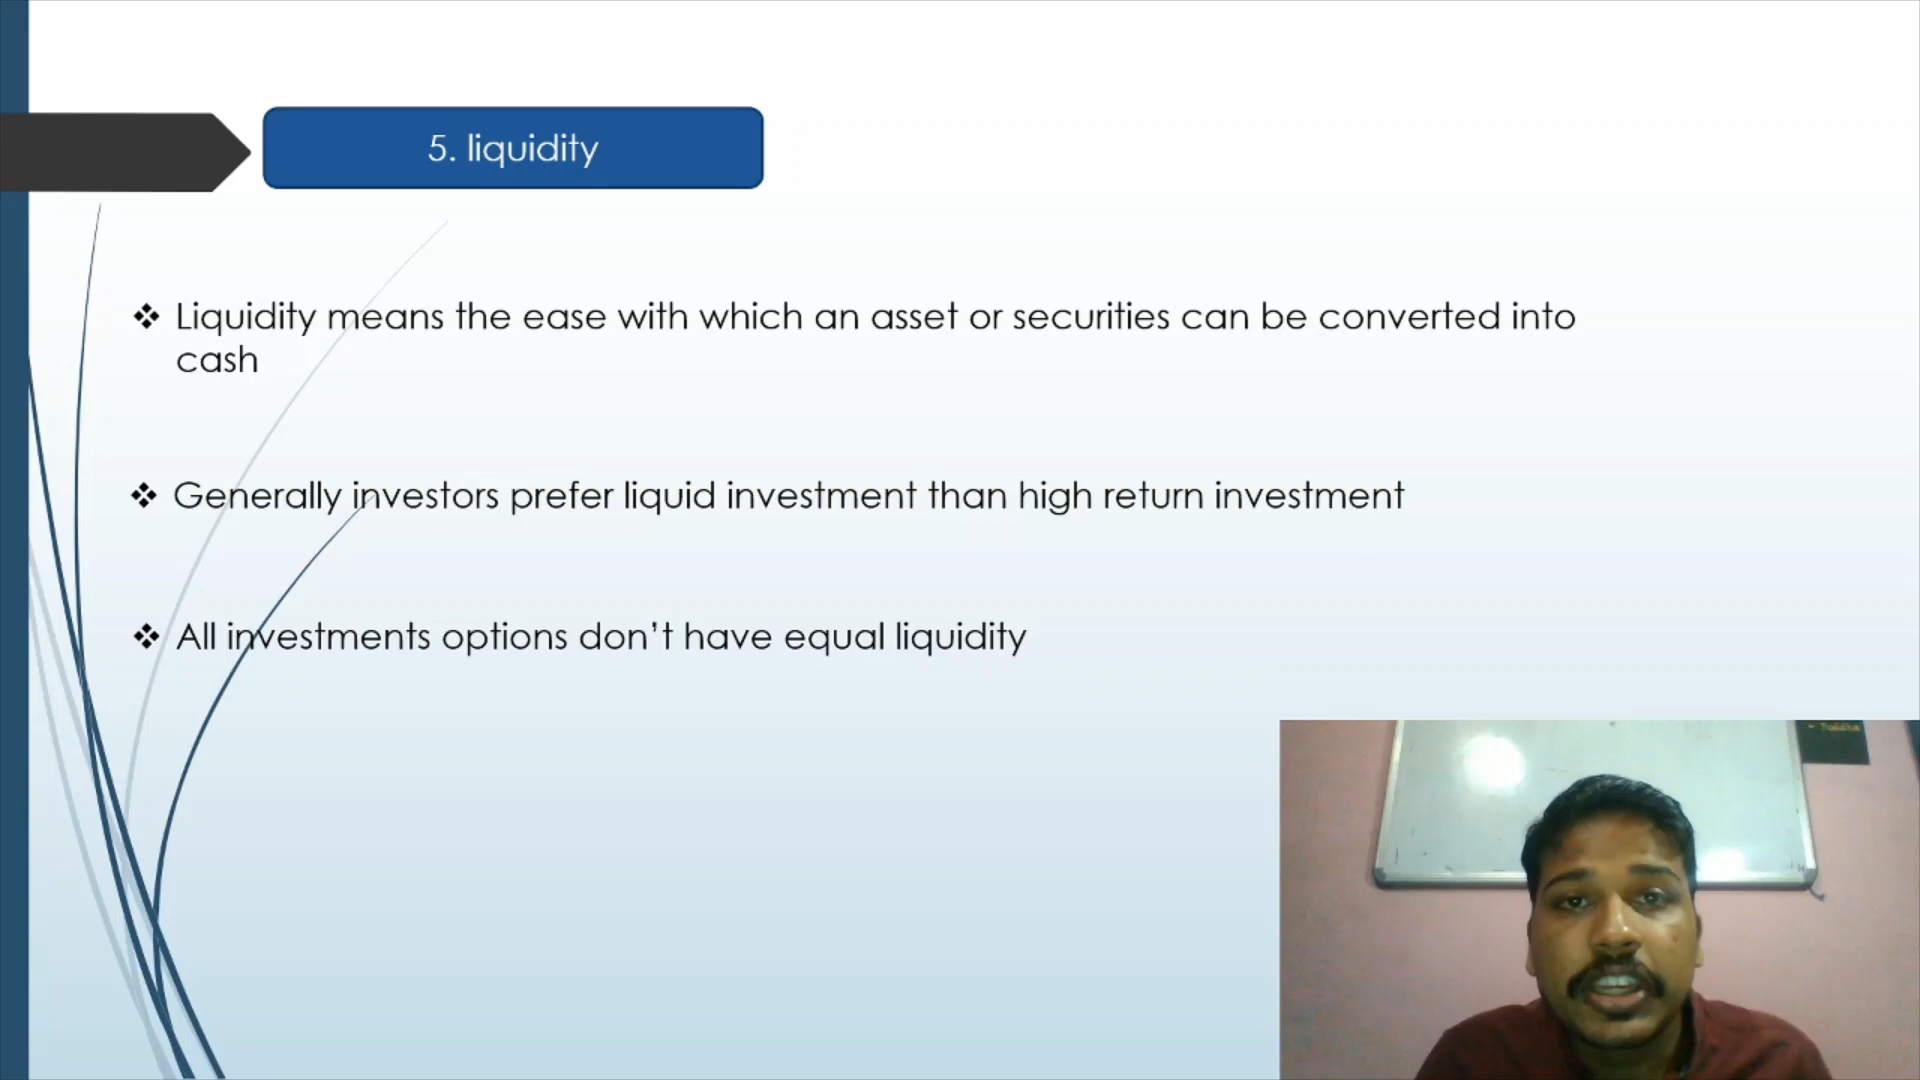 5. liquidity
❖ Liquidity means the ease with which an asset or securities can be converted into
cash
❖ Generally investors prefer liquid investment than high return investment
❖ All investments options don’t have equal liquidity